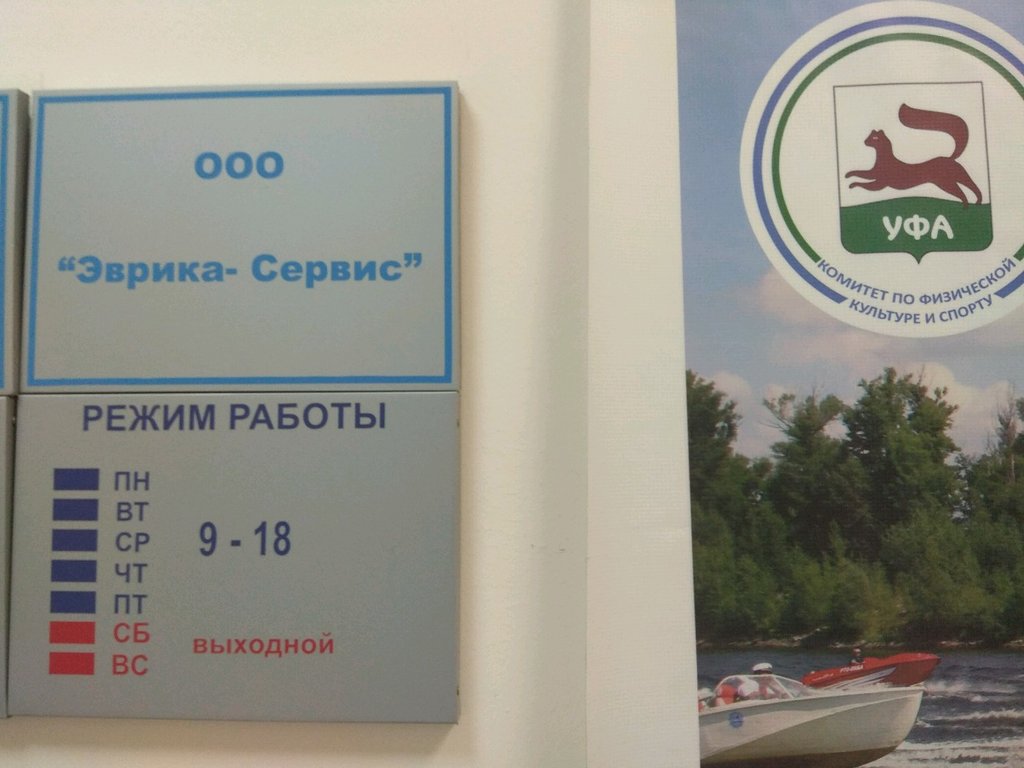 ООО
“Эврика- Сервис”
РЕЖИМ РАБОТЫ
ПН
ВТ
СР
ЧТ
ПТ
9 - 18
СБ
ВС
выходной
УФА
КОМИТЕТ ПО ФИЗИЧЕСКОЙ
КУЛЬТУРЕ И СПОРТУ